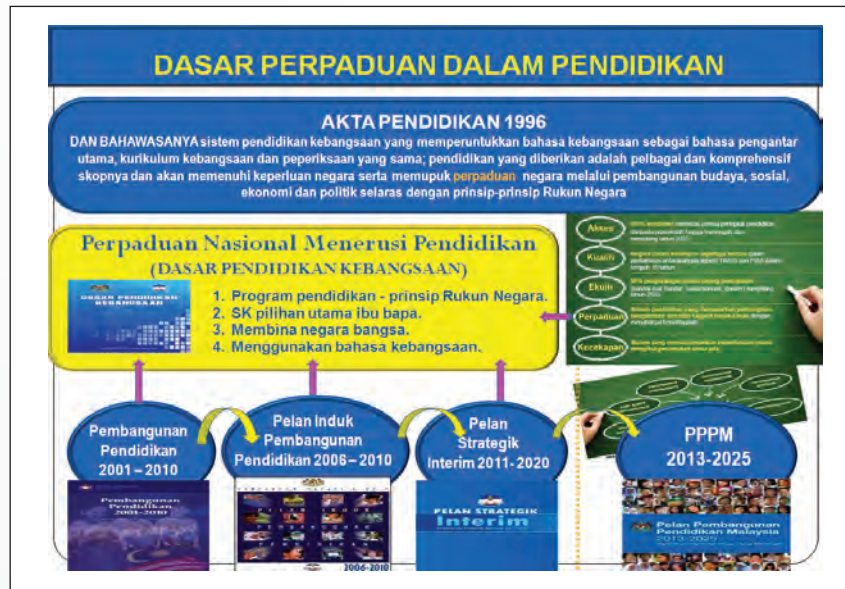 DASAR PERPADUAN DALAM PENDIDIKAN
AKTA PENDIDIKAN 1996
DAN BAHAWASANYA sistem pendidikan kebangsaan yang memperuntukkan bahasa kebangsaan sebagai bahasa pengantar
utama, kurikulum kebangsaan dan peperiksaan yang sama; pendidikan yang diberikan adalah pelbagai dan komprehensif
skopnya dan akan memenuhi keperluan negara serta memupuk perpaduan negara melalui pembangunan budaya, sosial,
ekonomi dan politik selaras dengan prinsip-prinsip Rukun Negara
Perpaduan Nasional Menerusi Pendidikan
(DASAR PENDIDIKAN KEBANGSAAN)
DASAR PENDIDIKAN
KEBANGSAAN
1. Program pendidikan - prinsip Rukun Negara.
2. SK pilihan utama ibu bapa.
3. Membina negara bangsa.
4. Menggunakan bahasa kebangsaan.
Akses
Kualiti
Ekuiti
Perpaduan
Kecekapan
Pembangunan
Pendidikan
2001 – 2010
Pelan Induk
Pembangunan
Pendidikan 2006 – 2010
Pelan
Strategik
Interim 2011- 2020
PPPM
2013-2025
Pembangunan
Pendidikan
2001-2010
2006-2010
PELAN STRATEGIK
Interim
Pelan Pembangunan
Pendidikan Malaysia
2013-2025